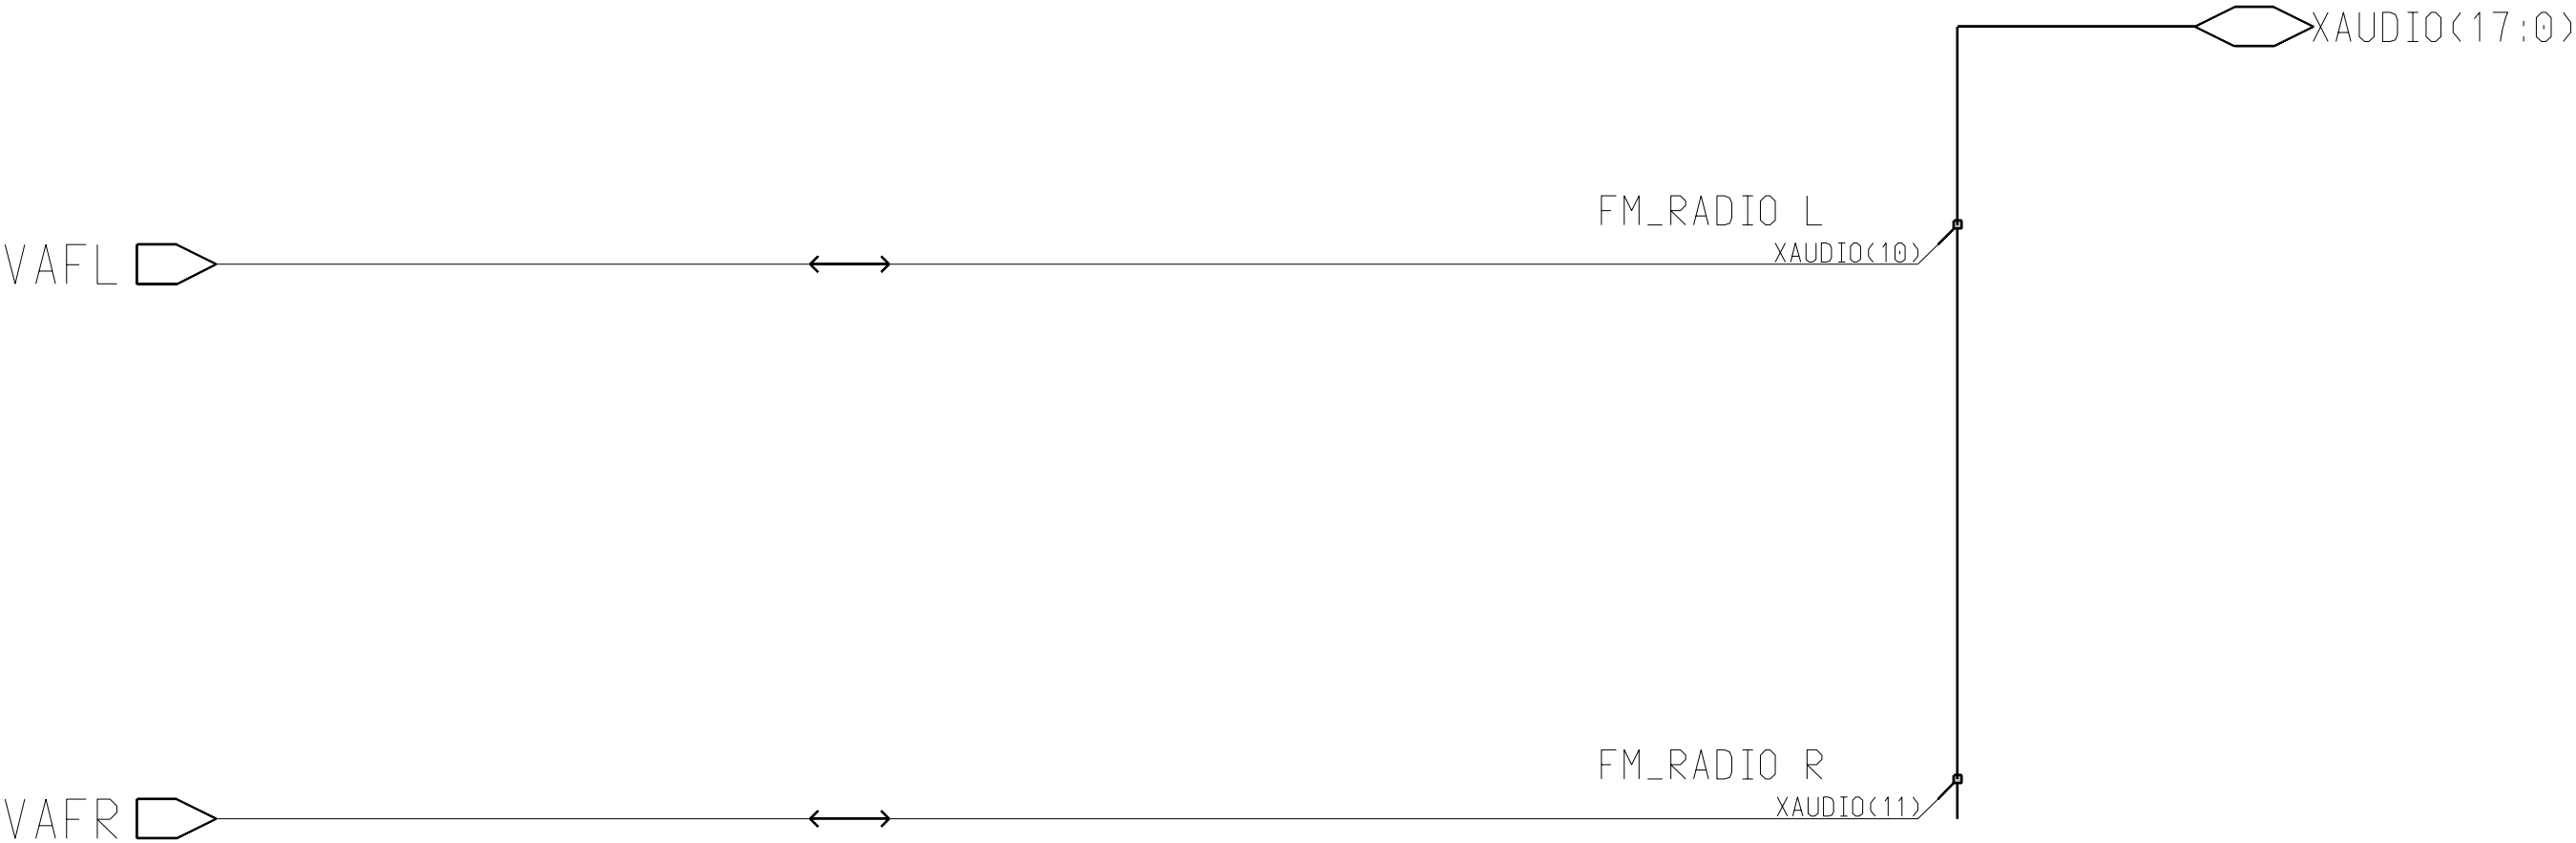 XAUDIO(17:0)
FM_RADIO L
XAUDIO(10)
VAFL
FM_RADIO R
XAUDIO(11)
VAFR